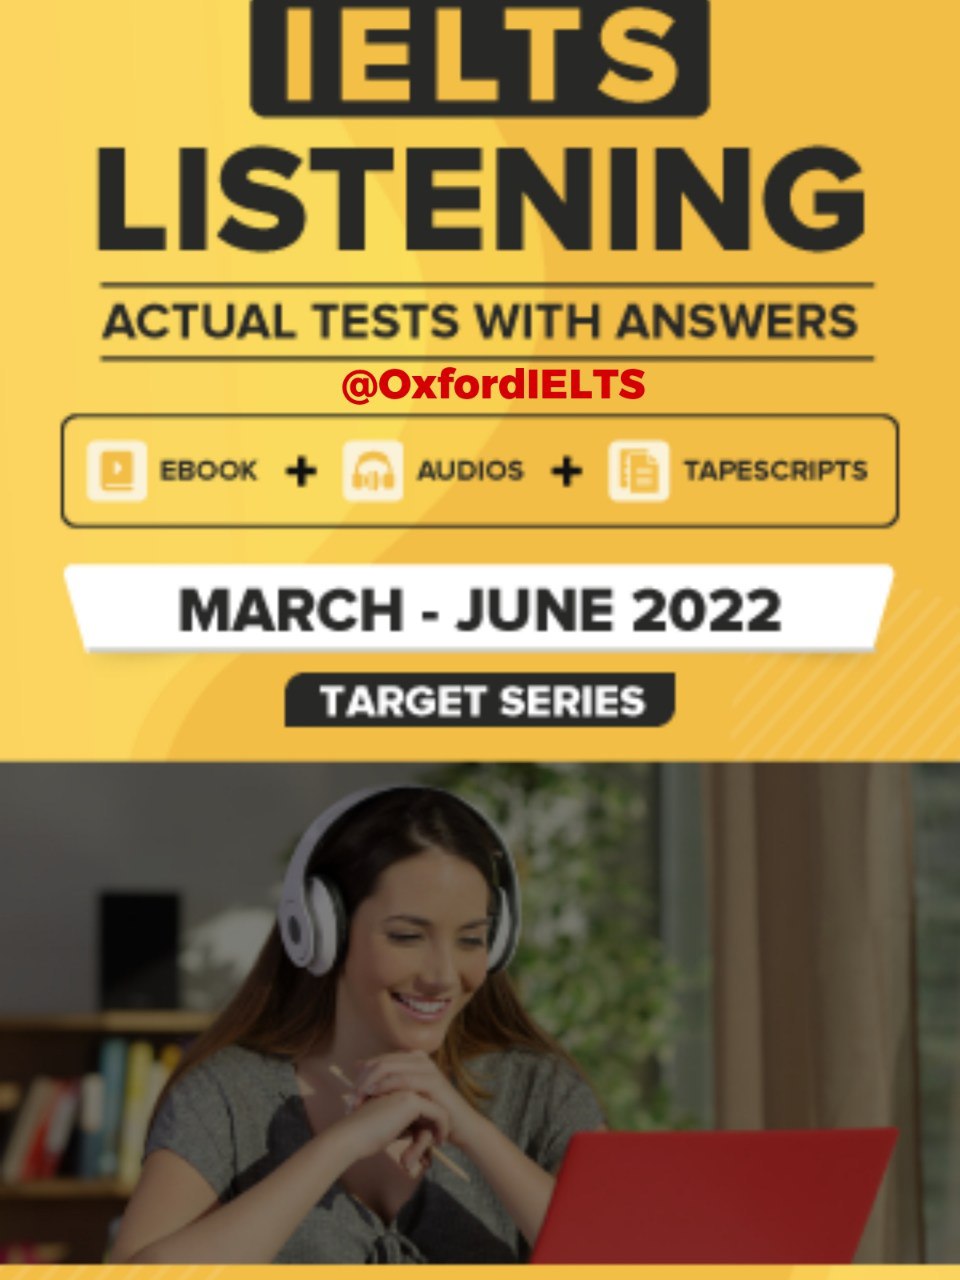 IELTS
LISTENING
ACTUAL TESTS WITH ANSWERS
@OxfordIELTS
EBOOK + AUDIOS + TAPESCRIPTS
MARCH - JUNE 2022
TARGET SERIES